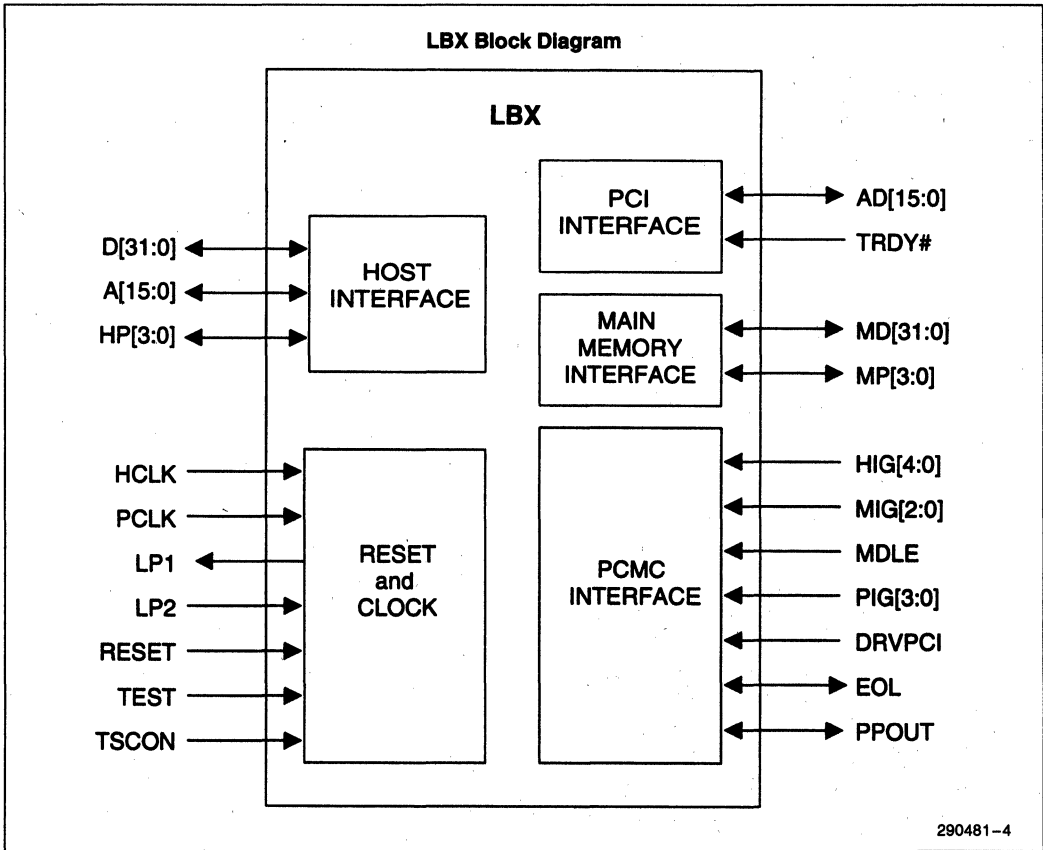 LBX Block Diagram
LBX
PCI
INTERFACE
AD[15:0]
TRDY#
D[31:0]
A[15:0]
HP[3:0]
HOST
INTERFACE
MAIN
MEMORY
INTERFACE
MD[31:0]
MP[3:0]
HCLK
PCLK
LP1
LP2
RESET
TEST
TSCON
RESET
and
CLOCK
PCMC
INTERFACE
HIG[4:0]
MIG[2:0]
MDLE
PIG[3:0]
DRVPCI
EOL
PPOUT
290481–4